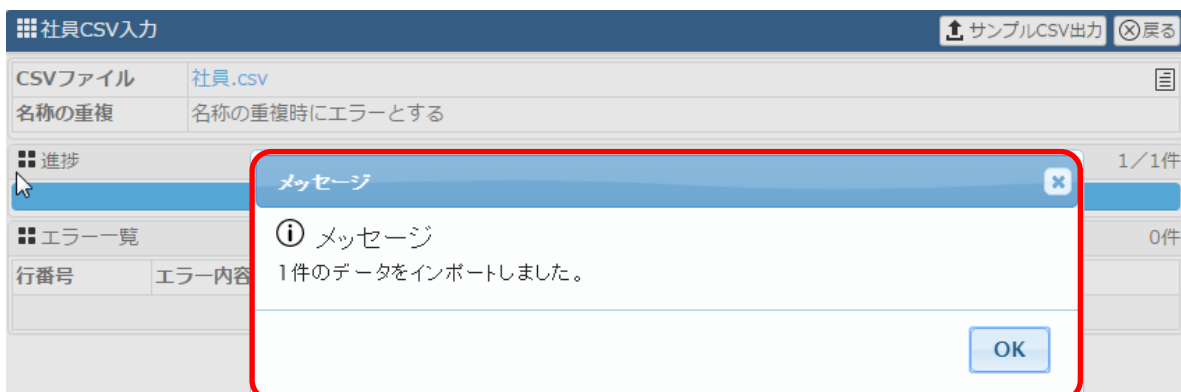 社員CSV入力
サンプルCSV出力
戻る
CSVファイル 社員.csv
名称の重複 名称の重複時にエラーとする
進捗 1/1件
メッセージ
エラー一覧 0件
メッセージ
行番号 エラー内容
1件のデータをインポートしました。
OK